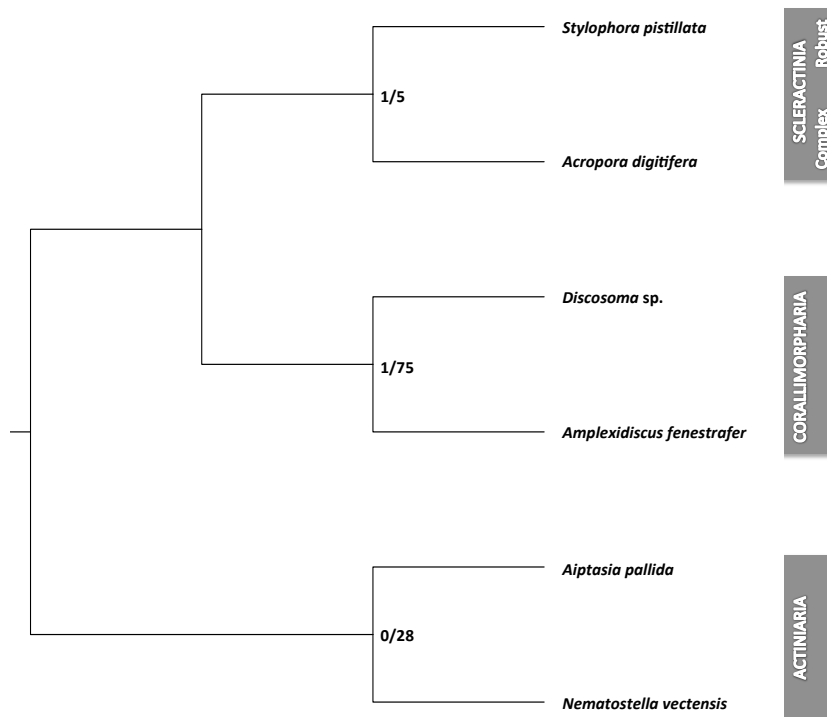 Stylophora pistillata
1/5
Acropora digitifera
SCLERACTINIA
Complex Robust
Discosoma sp.
1/75
Amplexidiscus fenestrafer
CORALLIMORPHARIA
Aiptasia pallida
0/28
Nematostella vectensis
ACTINIARIA